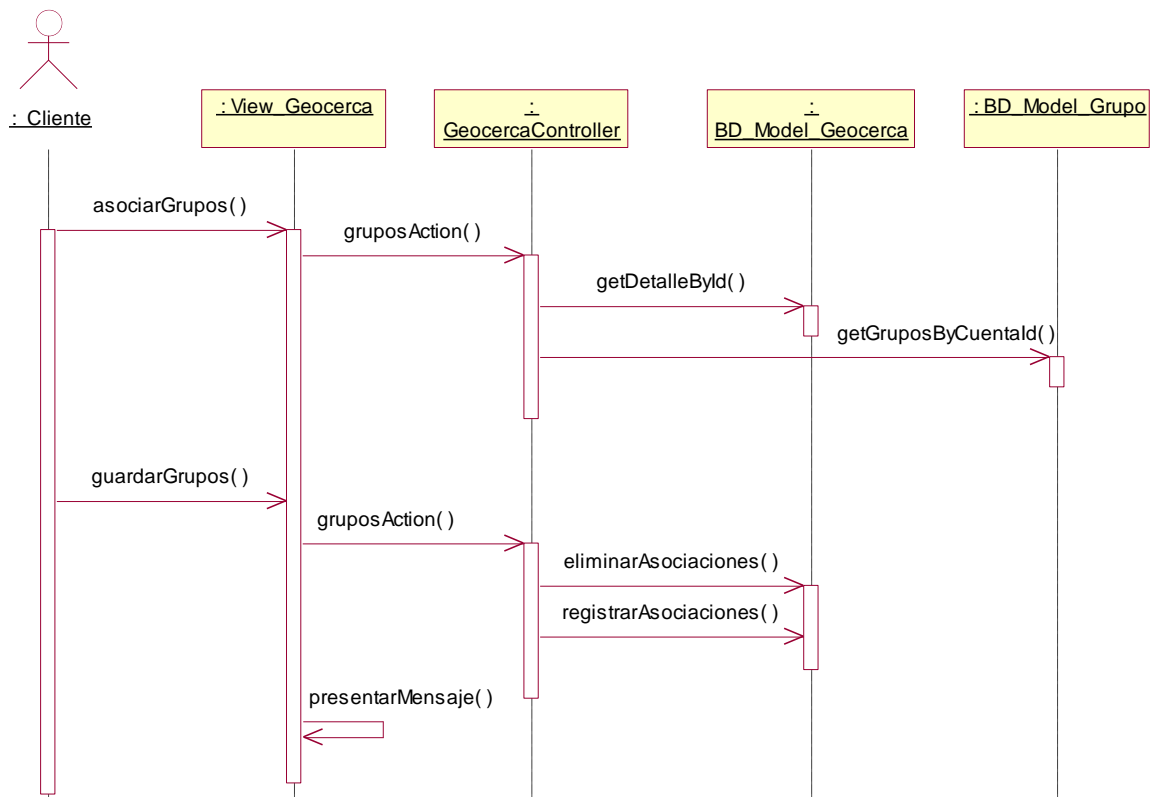 : Cliente
: View_Geocerca
:
GeocercaController
:
BD_Model_Geocerca
: BD_Model_Grupo
asociarGrupos( )
gruposAction( )
getDetalleById( )
getGruposByCuentaId( )
guardarGrupos( )
gruposAction( )
eliminarAsociaciones( )
registrarAsociaciones( )
presentarMensaje( )